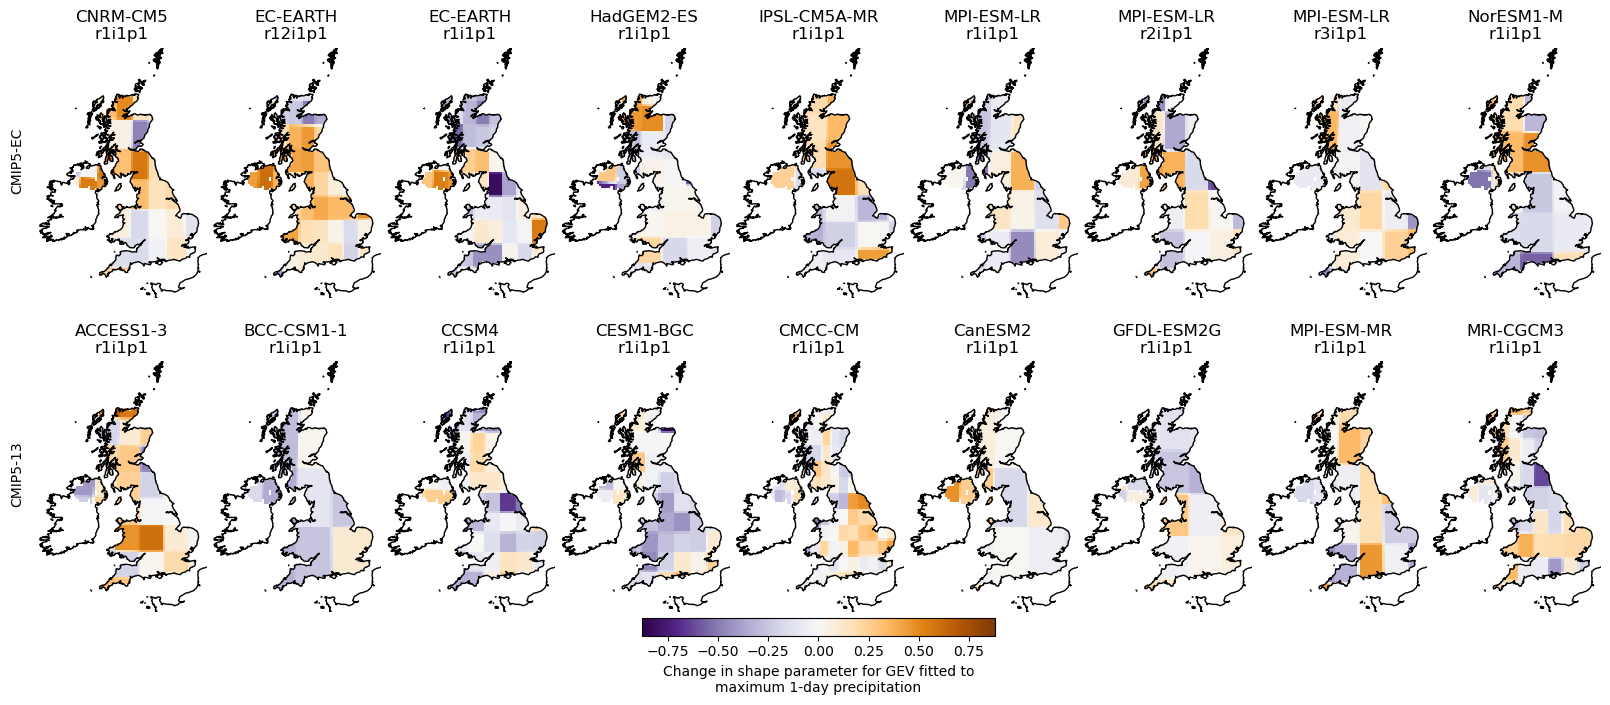 CNRM-CM5 EC-EARTH EC-EARTH HadGEM2-ES IPSL-CM5A-MR MPI-ESM-LR MPI-ESM-LR MPI-ESM-LR NorESM1-M
r1i1p1 r12i1p1 r1i1p1 r1i1p1 r1i1p1 r1i1p1 r2i1p1 r3i1p1 r1i1p1
CMIP5-EC
ACCESS1-3 BCC-CSM1-1 CCSM4 CESM1-BGC CMCC-CM CanESM2 GFDL-ESM2G MPI-ESM-MR MRI-CGCM3
r1i1p1 r1i1p1 r1i1p1 r1i1p1 r1i1p1 r1i1p1 r1i1p1 r1i1p1 r1i1p1
CMIP5-13
−0.75 −0.50 −0.25 0.00 0.25 0.50 0.75
Change in shape parameter for GEV fitted to
maximum 1-day precipitation